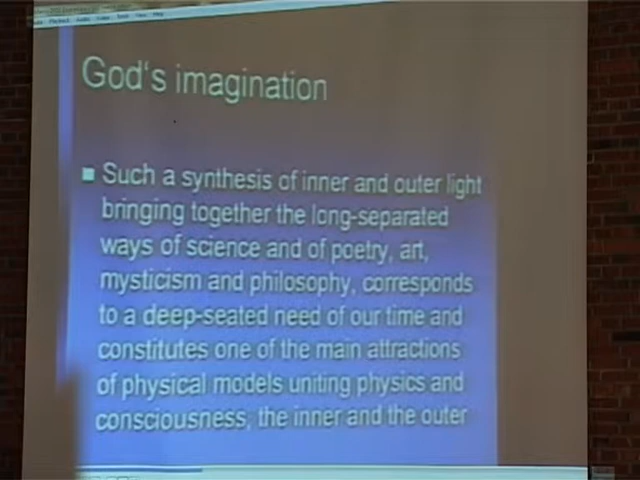 God's imagination
Such a synthesis of inner and outer light
bringing together the long-separated
ways of science and of poetry, art,
mysticism and philosophy, corresponds
to a deep-seated need of our time and
constitutes one of the main attractions
of physical models uniting physics and
consciousness, the inner and the outer